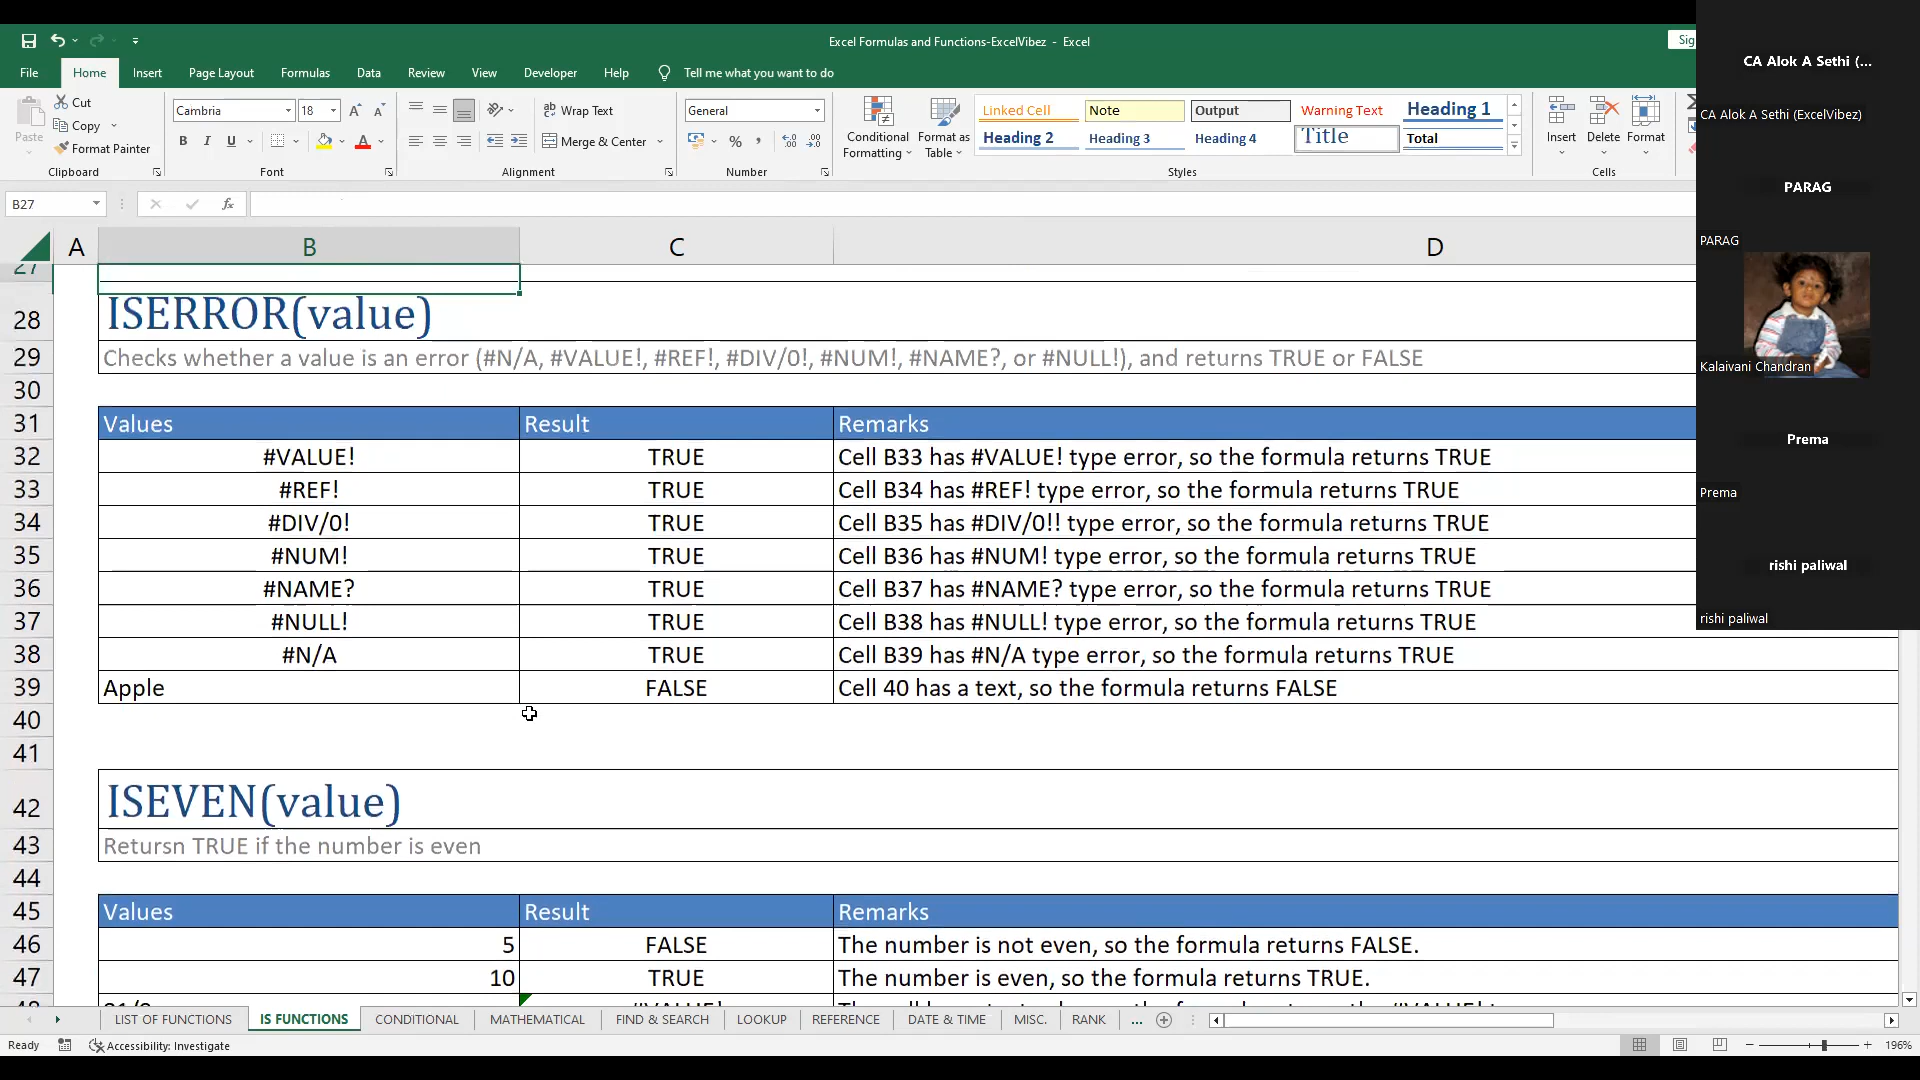 Excel Formulas and Functions-ExcelVibez - Excel
Sig
File Home Insert Page Layout Formulas Data Review View Developer Help Tell me what you want to do
Paste
Cut
Copy
Format Painter
Clipboard
Cambria 18
B I U
Font
Wrap Text
Merge & Center
Alignment
General
%
Number
Conditional Formatting
Format as Table
Linked Cell Note Output Warning Text Heading 1
Heading 2 Heading 3 Heading 4 Title Total
Styles
Insert Delete Format
Cells
B27
fx
A B C D
27
28 ISERROR(value)
29 Checks whether a value is an error (#N/A, #VALUE!, #REF!, #DIV/0!, #NUM!, #NAME?, or #NULL!), and returns TRUE or FALSE
30
31 Values Result Remarks
32 #VALUE! TRUE Cell B33 has #VALUE! type error, so the formula returns TRUE
33 #REF! TRUE Cell B34 has #REF! type error, so the formula returns TRUE
34 #DIV/0! TRUE Cell B35 has #DIV/0!! type error, so the formula returns TRUE
35 #NUM! TRUE Cell B36 has #NUM! type error, so the formula returns TRUE
36 #NAME? TRUE Cell B37 has #NAME? type error, so the formula returns TRUE
37 #NULL! TRUE Cell B38 has #NULL! type error, so the formula returns TRUE
38 #N/A TRUE Cell B39 has #N/A type error, so the formula returns TRUE
39 Apple FALSE Cell 40 has a text, so the formula returns FALSE
40
41
42 ISEVEN(value)
43 Retursn TRUE if the number is even
44
45 Values Result Remarks
46 5 FALSE The number is not even, so the formula returns FALSE.
47 10 TRUE The number is even, so the formula returns TRUE.
LIST OF FUNCTIONS IS FUNCTIONS CONDITIONAL MATHEMATICAL FIND & SEARCH LOOKUP REFERENCE DATE & TIME MISC. RANK ...
Ready Accessibility: Investigate 196%
CA Alok A Sethi (...
CA Alok A Sethi (ExcelVibez)
PARAG
PARAG
Kalaivani Chandran
Prema
Prema
rishi paliwal
rishi paliwal